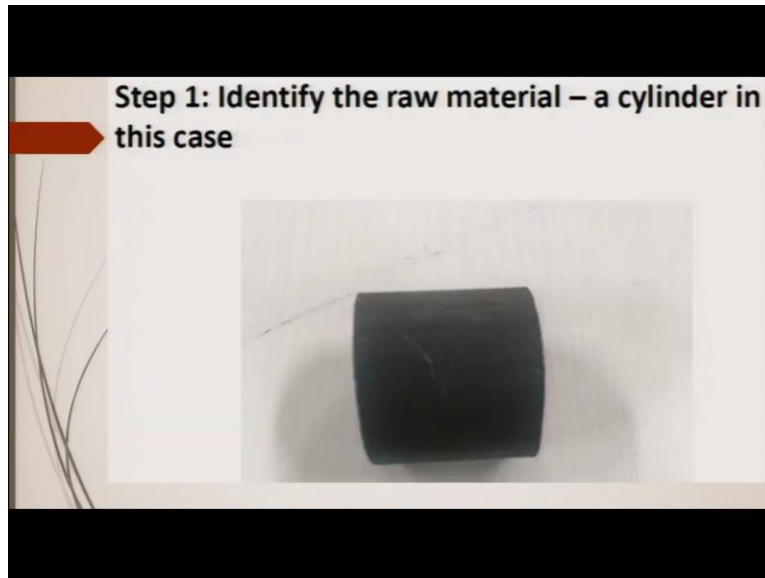 Step 1: Identify the raw material – a cylinder in
this case